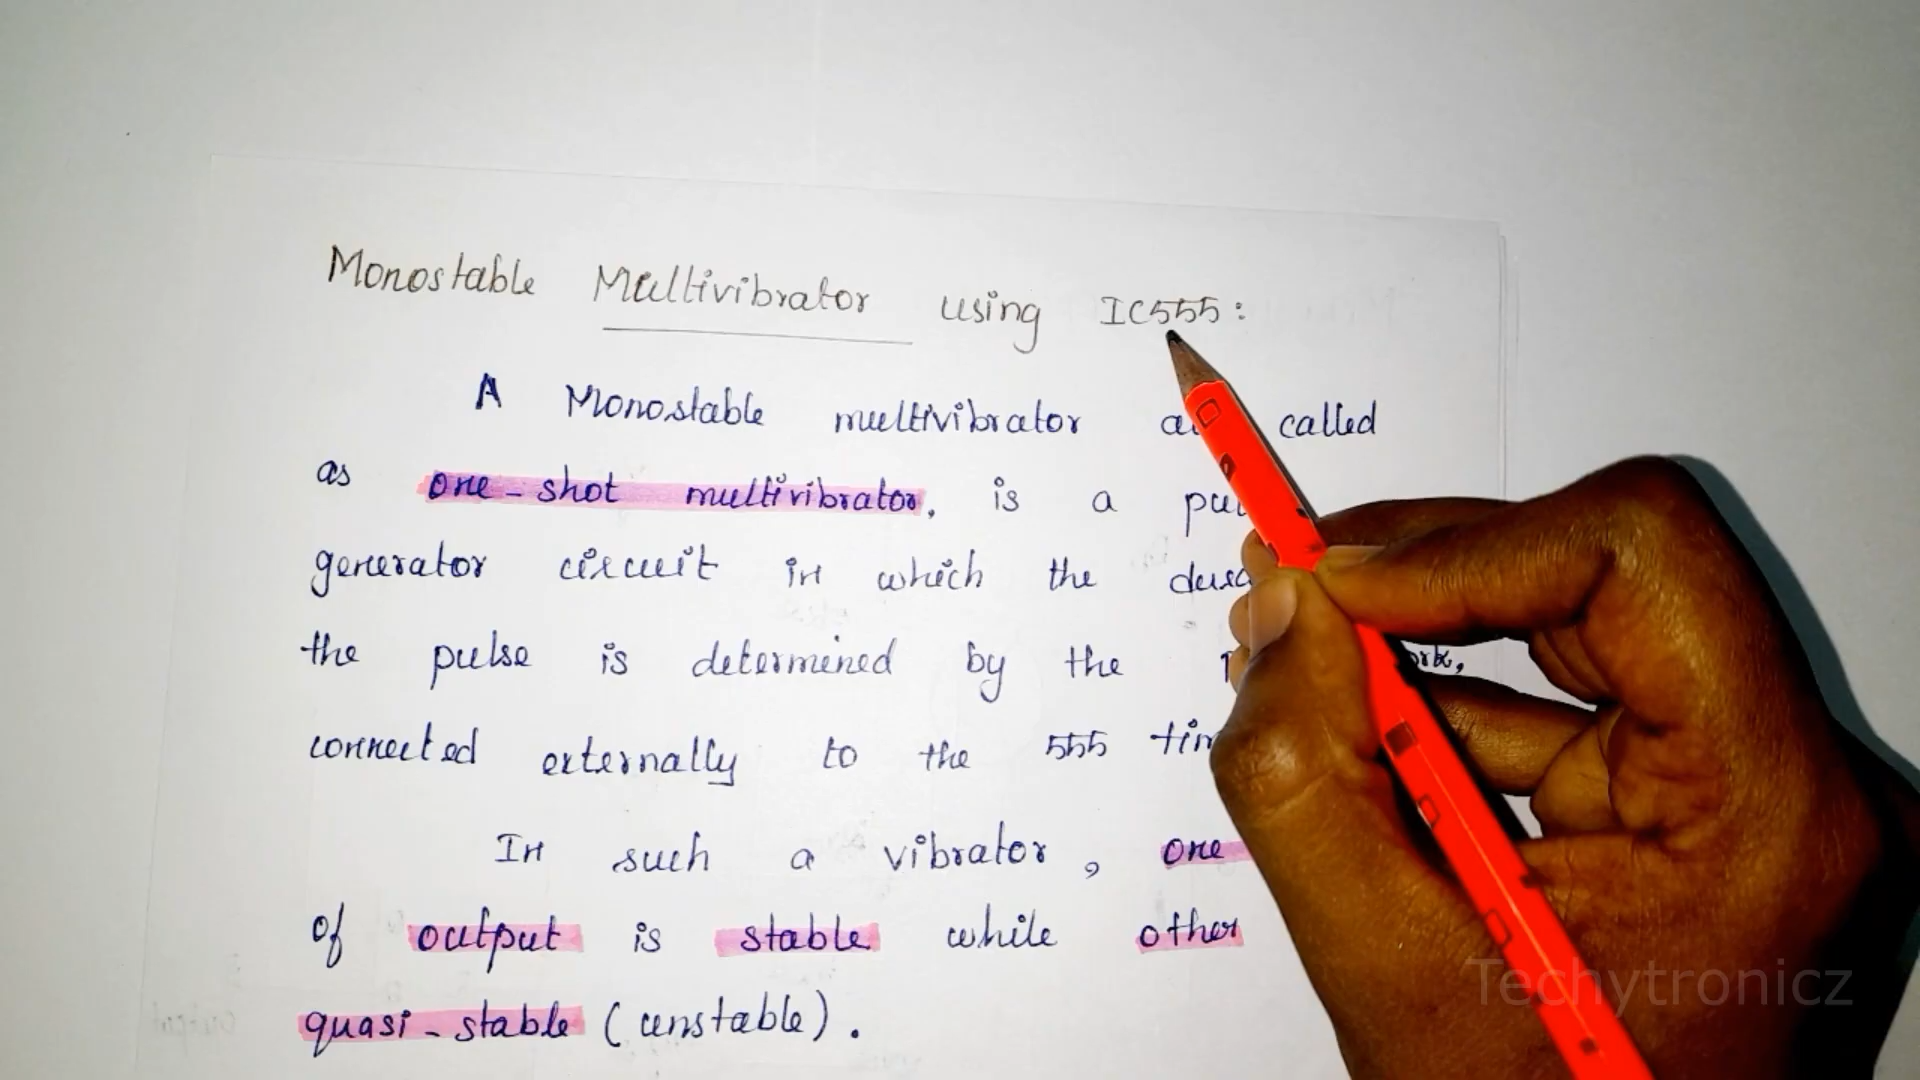 Monostable Multivibrator using IC555:
A Monostable multivibrator called
as one-shot multivibrator, is a
generator circuit in which the
the pulse is determined by the
connected externally to the 555
In such a vibrator, one
of output is stable while other
quasi-stable (unstable).
Techytronicz